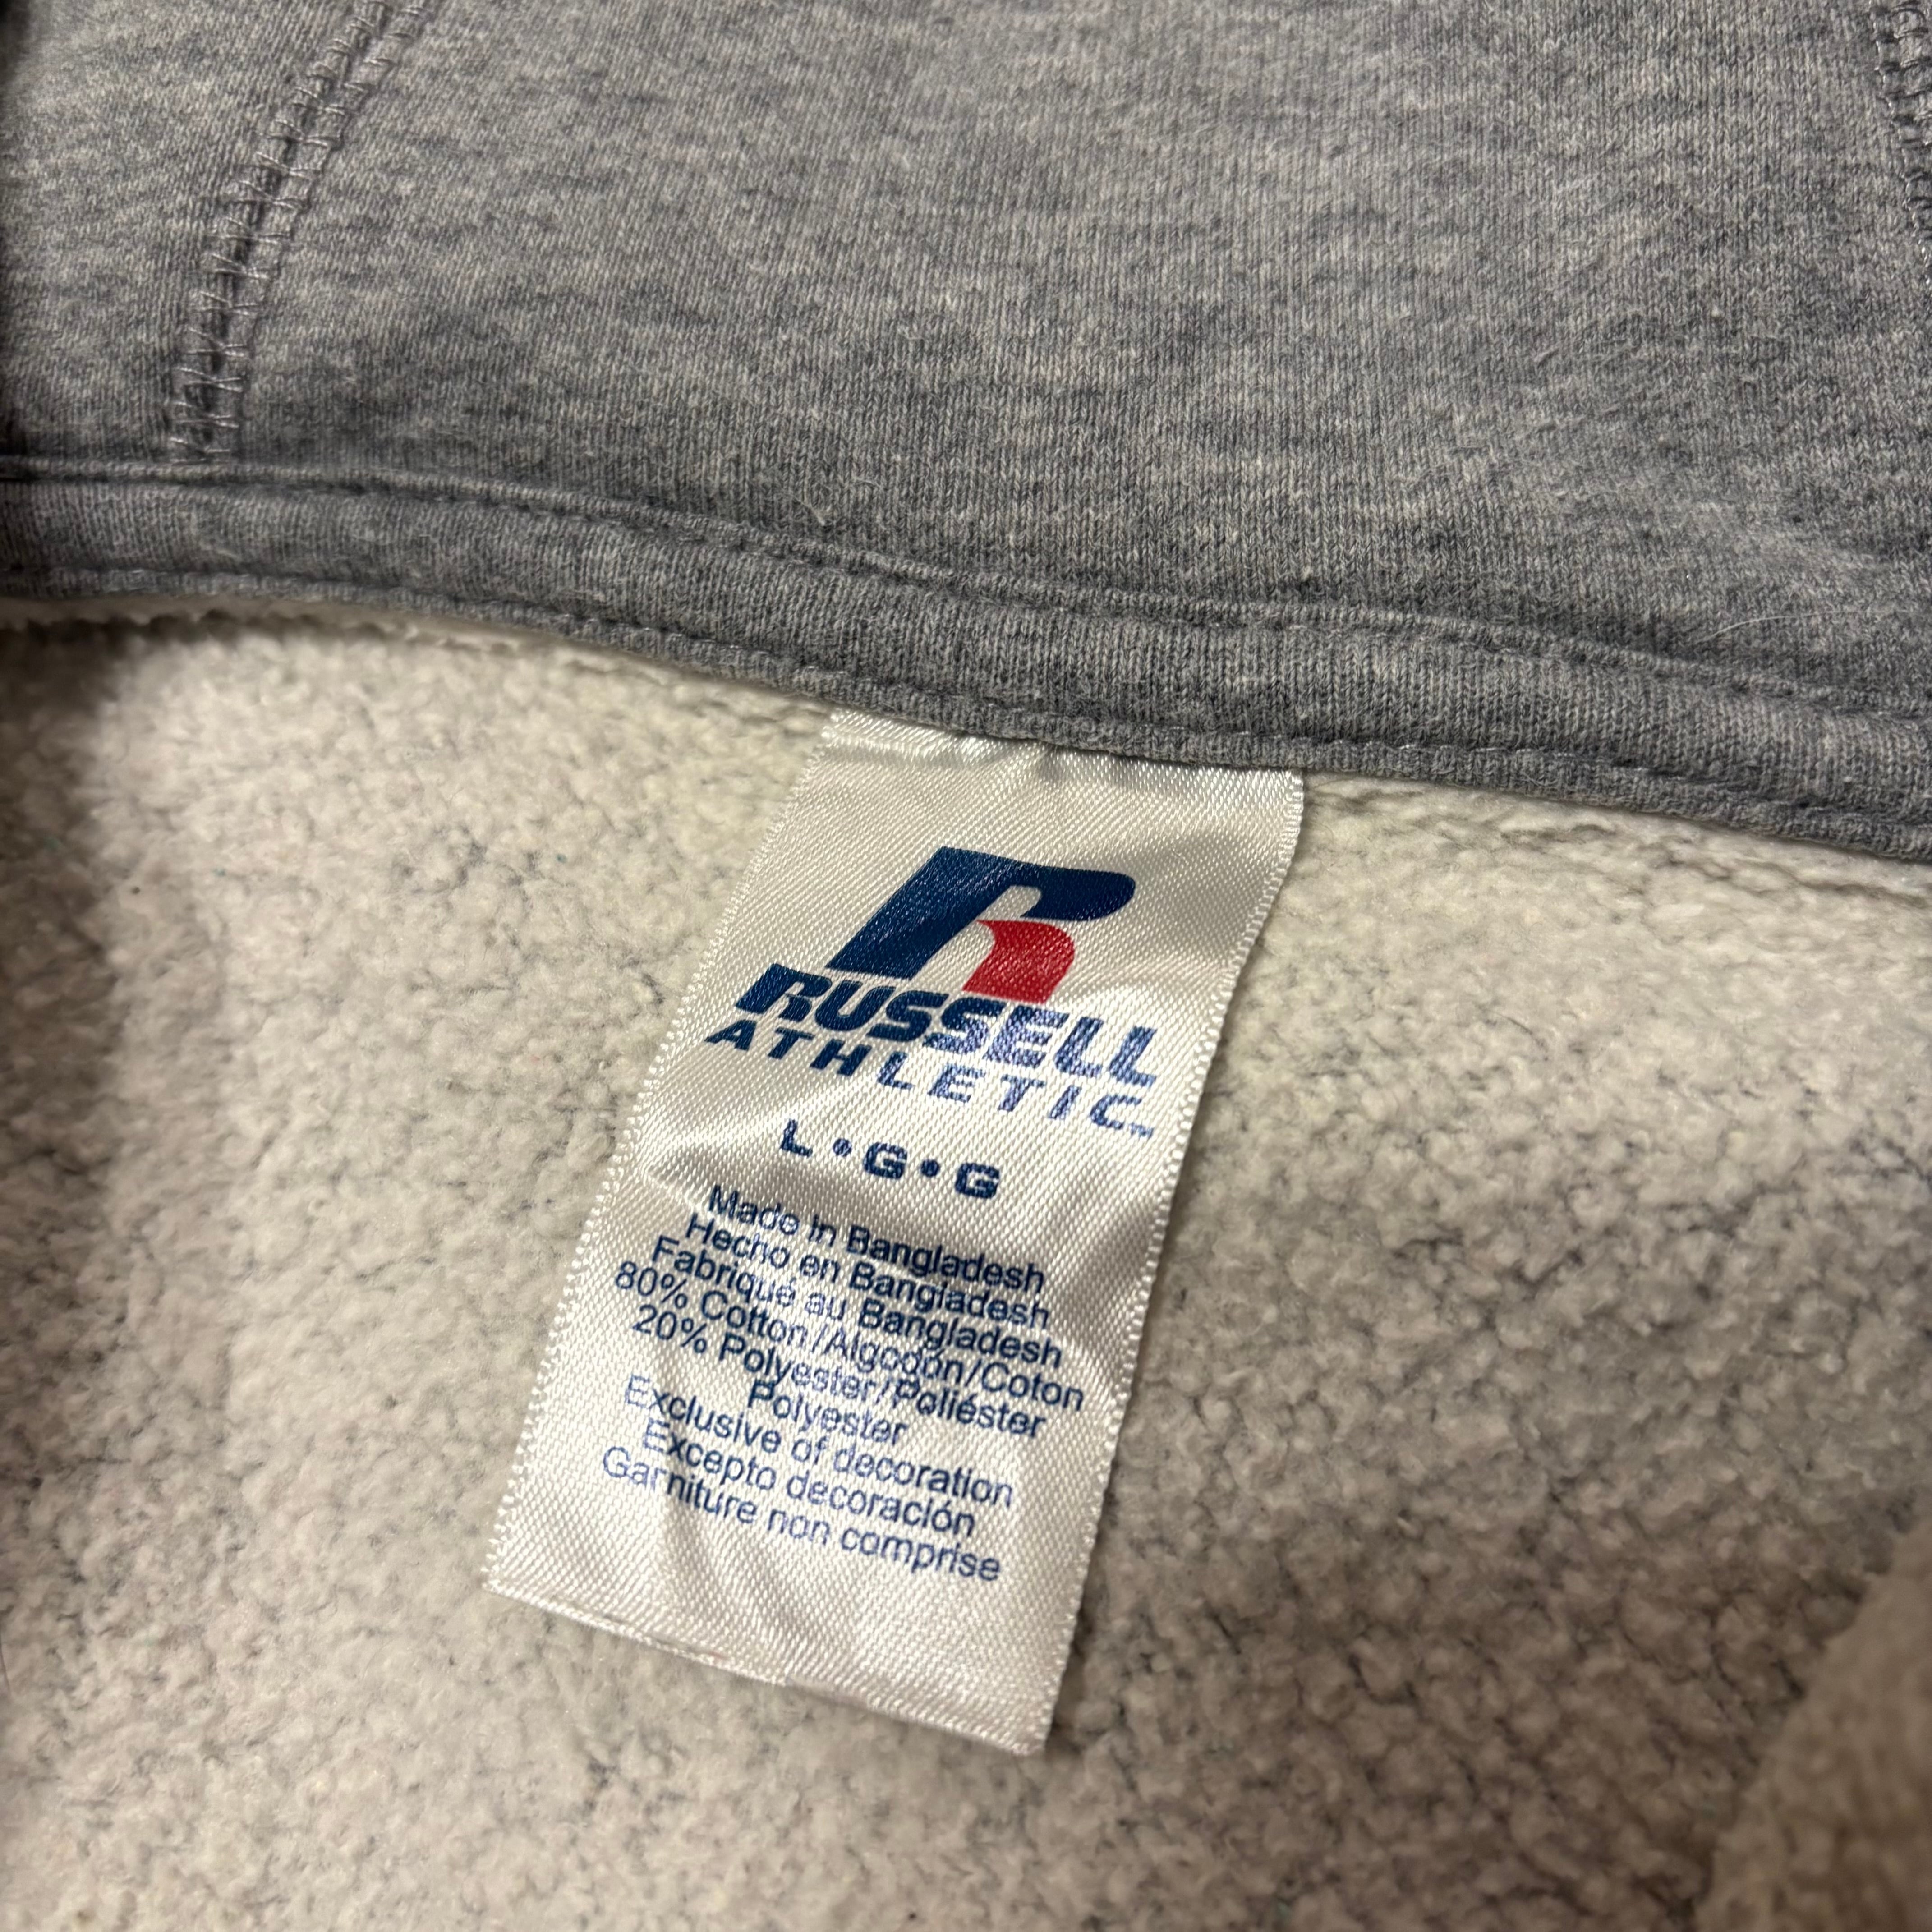 R
RUSSELL
ATHLETIC™
L•G•G
Made in Bangladesh
Hecho en Bangladesh
Fabriqué au Bangladesh
80% Cotton/Algodón/Coton
20% Polyester/Poliéster
Polyester
Exclusive of decoration
Excepto decoración
Garniture non comprise